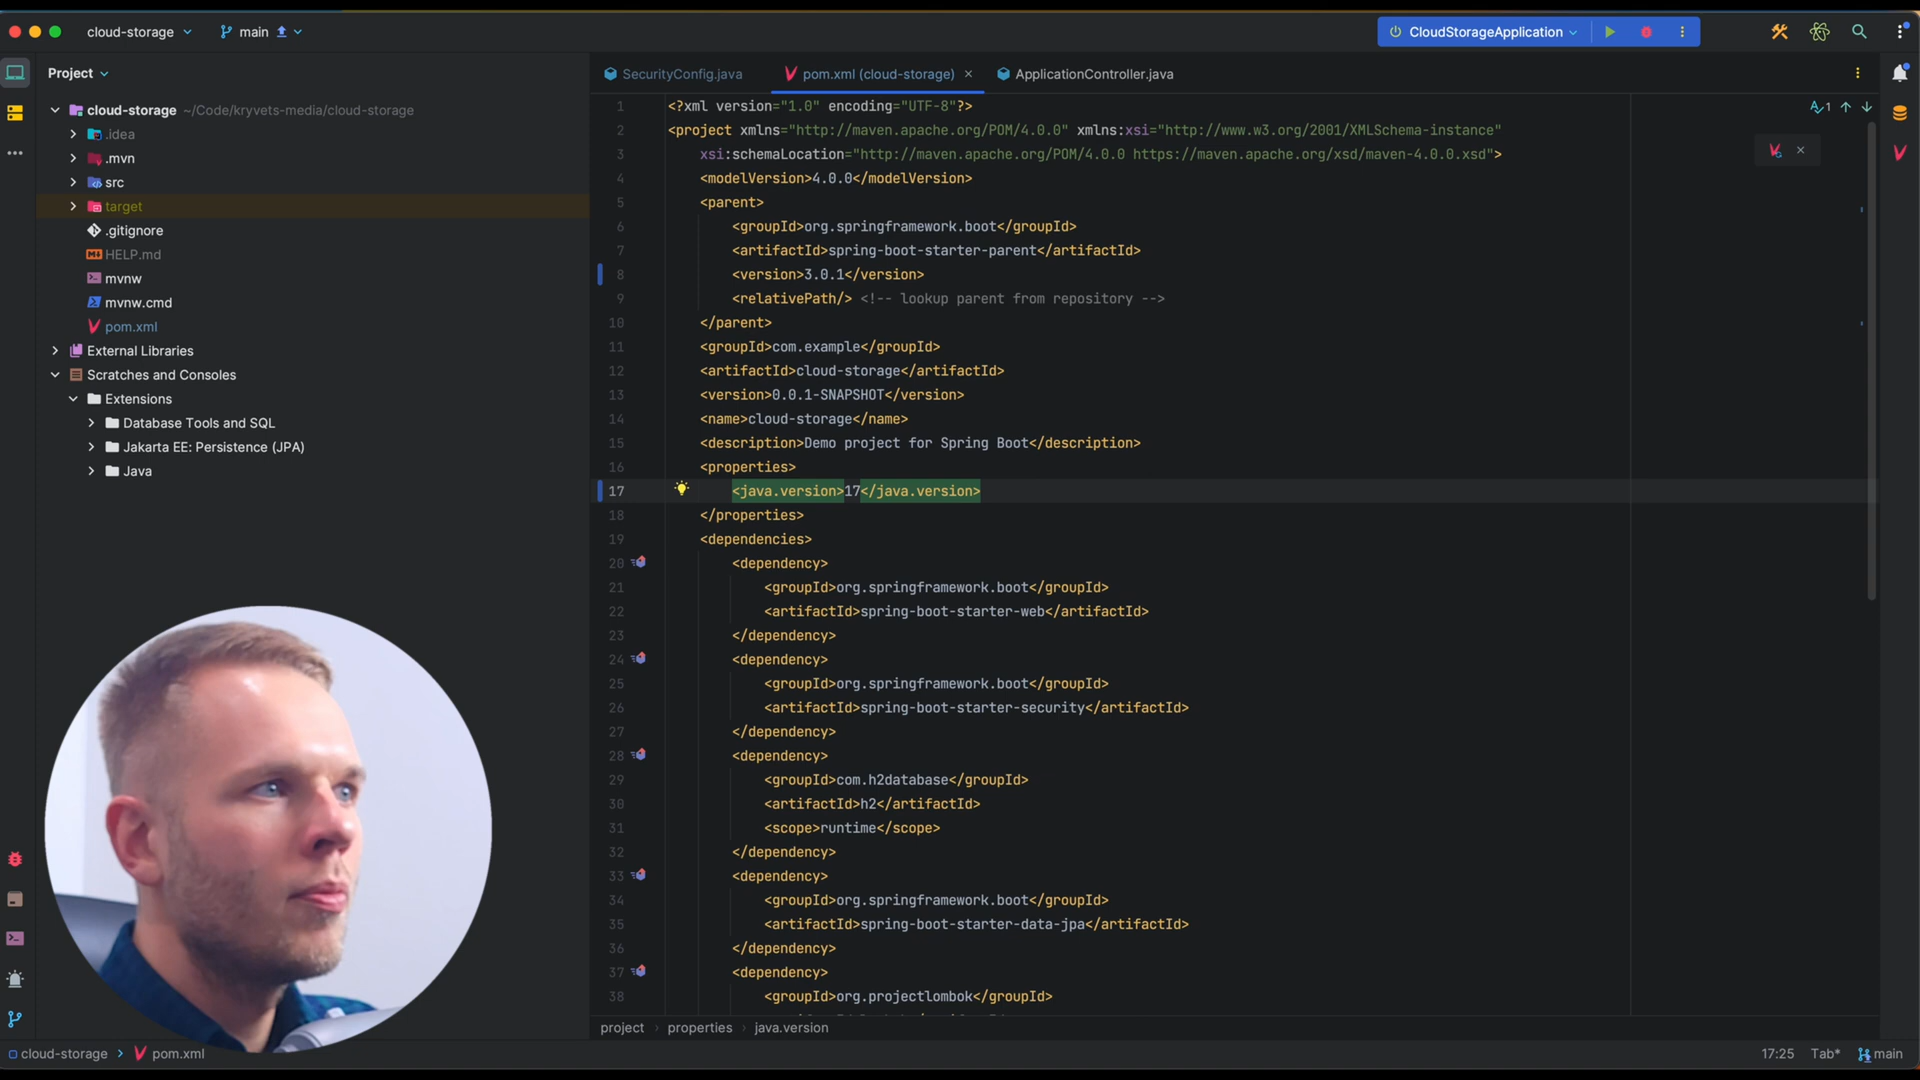 cloud-storage
main
CloudStorageApplication
Project
SecurityConfig.java
pom.xml (cloud-storage)
ApplicationController.java
cloud-storage ~/Code/kryvets-media/cloud-storage
.idea
.mvn
src
target
.gitignore
HELP.md
mvnw
mvnw.cmd
pom.xml
External Libraries
Scratches and Consoles
Extensions
Database Tools and SQL
Jakarta EE: Persistence (JPA)
Java
1 <?xml version="1.0" encoding="UTF-8"?>
2 <project xmlns="http://maven.apache.org/POM/4.0.0" xmlns:xsi="http://www.w3.org/2001/XMLSchema-instance"
3 xsi:schemaLocation="http://maven.apache.org/POM/4.0.0 https://maven.apache.org/xsd/maven-4.0.0.xsd">
4 <modelVersion>4.0.0</modelVersion>
5 <parent>
6 <groupId>org.springframework.boot</groupId>
7 <artifactId>spring-boot-starter-parent</artifactId>
8 <version>3.0.1</version>
9 <relativePath/> <!-- lookup parent from repository -->
10 </parent>
11 <groupId>com.example</groupId>
12 <artifactId>cloud-storage</artifactId>
13 <version>0.0.1-SNAPSHOT</version>
14 <name>cloud-storage</name>
15 <description>Demo project for Spring Boot</description>
16 <properties>
17 <java.version>17</java.version>
18 </properties>
19 <dependencies>
20 <dependency>
21 <groupId>org.springframework.boot</groupId>
22 <artifactId>spring-boot-starter-web</artifactId>
23 </dependency>
24 <dependency>
25 <groupId>org.springframework.boot</groupId>
26 <artifactId>spring-boot-starter-security</artifactId>
27 </dependency>
28 <dependency>
29 <groupId>com.h2database</groupId>
30 <artifactId>h2</artifactId>
31 <scope>runtime</scope>
32 </dependency>
33 <dependency>
34 <groupId>org.springframework.boot</groupId>
35 <artifactId>spring-boot-starter-data-jpa</artifactId>
36 </dependency>
37 <dependency>
38 <groupId>org.projectlombok</groupId>
1
project > properties > java.version
cloud-storage > pom.xml
17:25 Tab* main